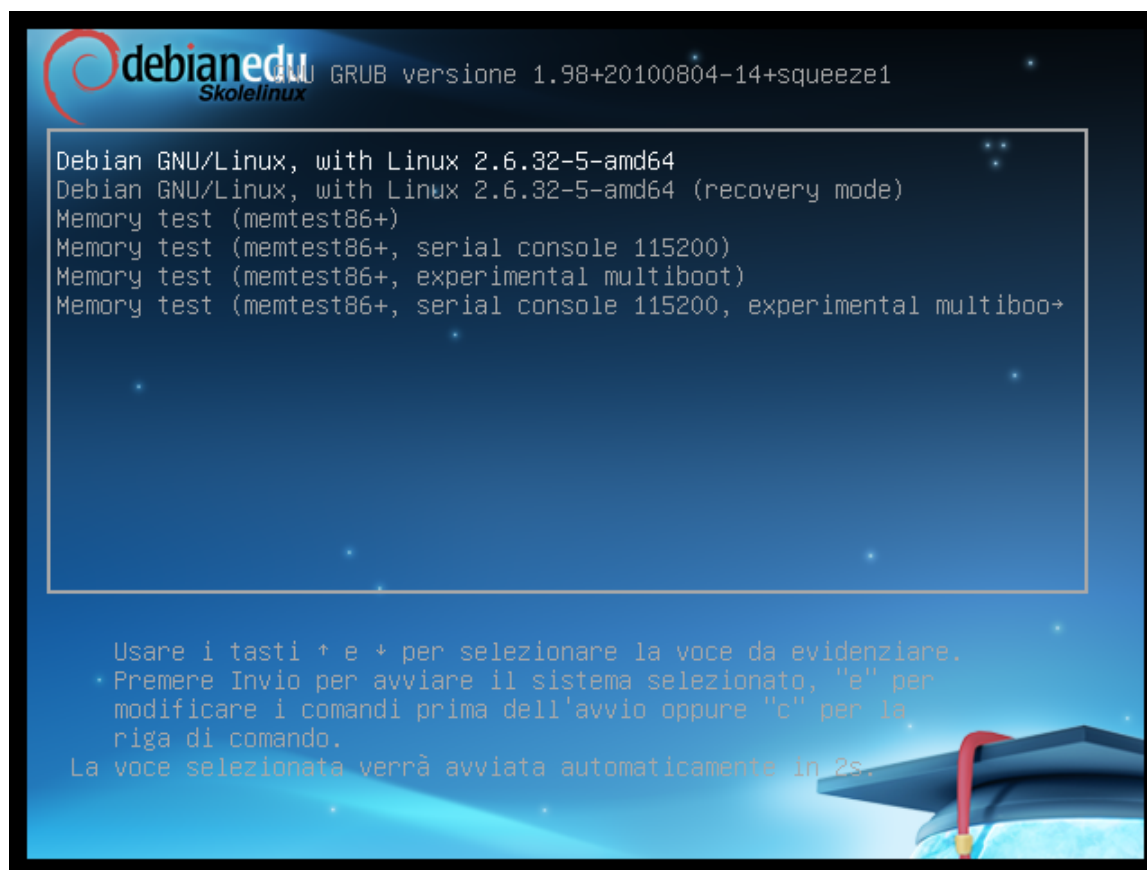 debianedu
Skolelinux
GNU GRUB versione 1.98+20100804-14+squeeze1
Debian GNU/Linux, with Linux 2.6.32-5-amd64
Debian GNU/Linux, with Linux 2.6.32-5-amd64 (recovery mode)
Memory test (memtest86+)
Memory test (memtest86+, serial console 115200)
Memory test (memtest86+, experimental multiboot)
Memory test (memtest86+, serial console 115200, experimental multiboo→
Usare i tasti ↑ e ↓ per selezionare la voce da evidenziare.
Premere Invio per avviare il sistema selezionato, "e" per
modificare i comandi prima dell'avvio oppure "c" per la
riga di comando.
La voce selezionata verrà avviata automaticamente in 2s.